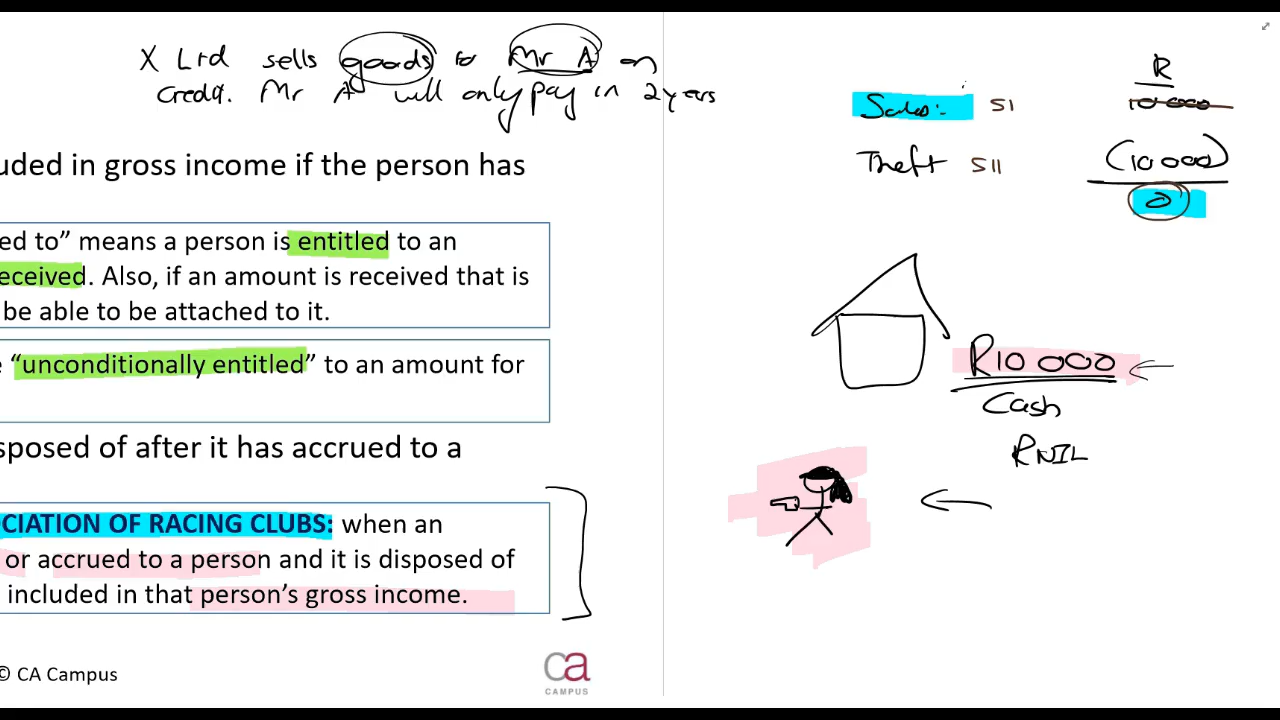 X Ltd sells goods to Mr A on
Credit. Mr A will only pay in 2 years
uded in gross income if the person has
ed to” means a person is entitled to an
eceived. Also, if an amount is received that is
be able to be attached to it.
e “unconditionally entitled” to an amount for
sposed of after it has accrued to a
CIATION OF RACING CLUBS: when an
or accrued to a person and it is disposed of
included in that person’s gross income.
© CA Campus
ca
CAMPUS
R
Sales: S1 10 000
Theft S11 (10 000)
0
R10 000
Cash
RNIL